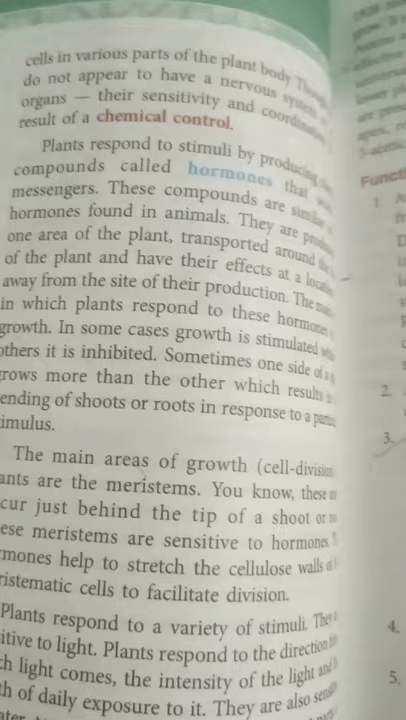 cells in various parts of the plant body
do not appear to have a nervous system
organs — their sensitivity and
result of a chemical control.
Plants respond to stimuli by producing
compounds called hormones that
messengers. These compounds are
hormones found in animals. They are
one area of the plant, transported around
of the plant and have their effects at a
away from the site of their production. The
in which plants respond to these
growth. In some cases growth is stimulated
others it is inhibited. Sometimes one side of a
rows more than the other which results
ending of shoots or roots in response to a
imulus.
The main areas of growth (cell-division
ants are the meristems. You know, these
cur just behind the tip of a shoot or
ese meristems are sensitive to hormones.
rmones help to stretch the cellulose walls
ristematic cells to facilitate division.
Plants respond to a variety of stimuli. They
itive to light. Plants respond to the direction
ch light comes, the intensity of the light and
th of daily exposure to it. They are also
Functi
1
2.
3.
4.
5.